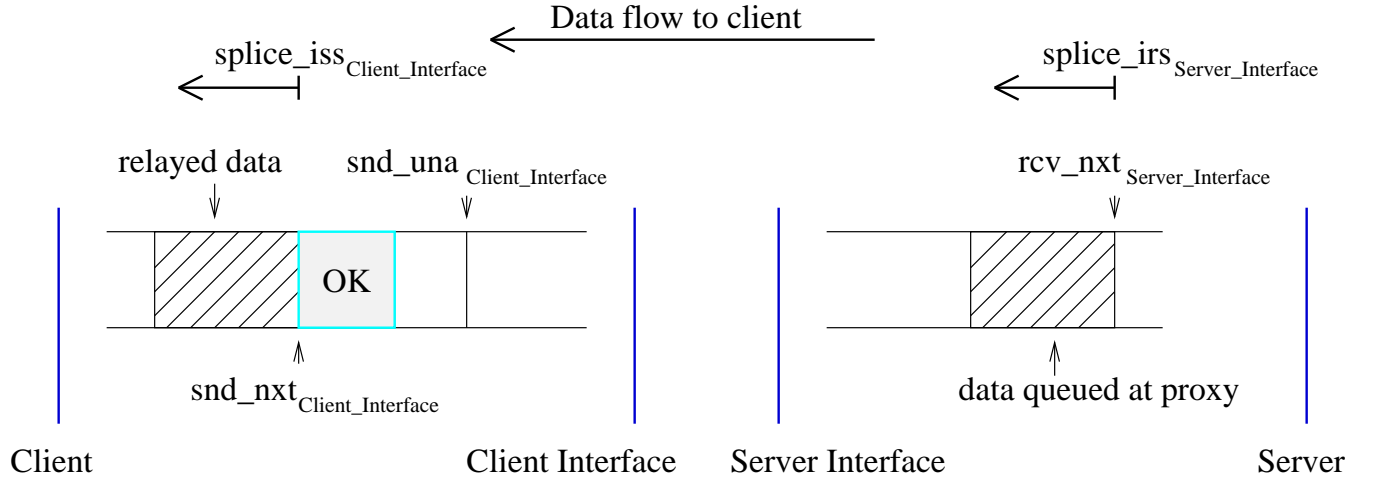 Data flow to client
splice_iss Client_Interface
splice_irs Server_Interface
relayed data
snd_una Client_Interface
rcv_nxt Server_Interface
OK
snd_nxt Client_Interface
data queued at proxy
Client
Client Interface
Server Interface
Server